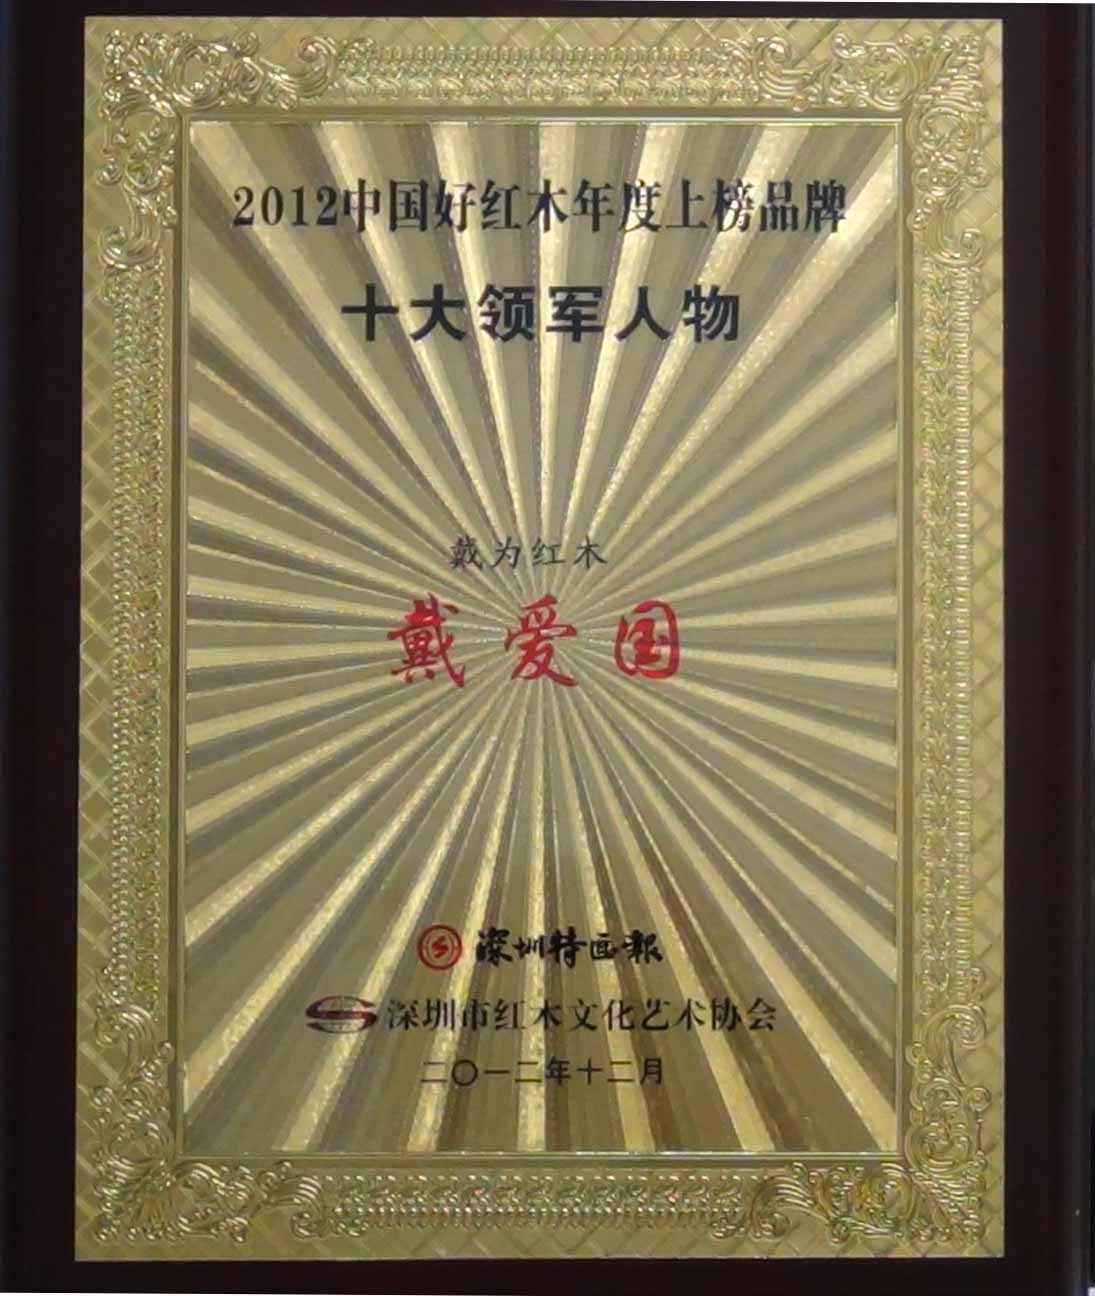 2012中国好红木年度上榜品牌
十大领军人物
戴为红木
戴爱国
深圳特区報
深圳市红木文化艺术协会
二〇一二年十二月